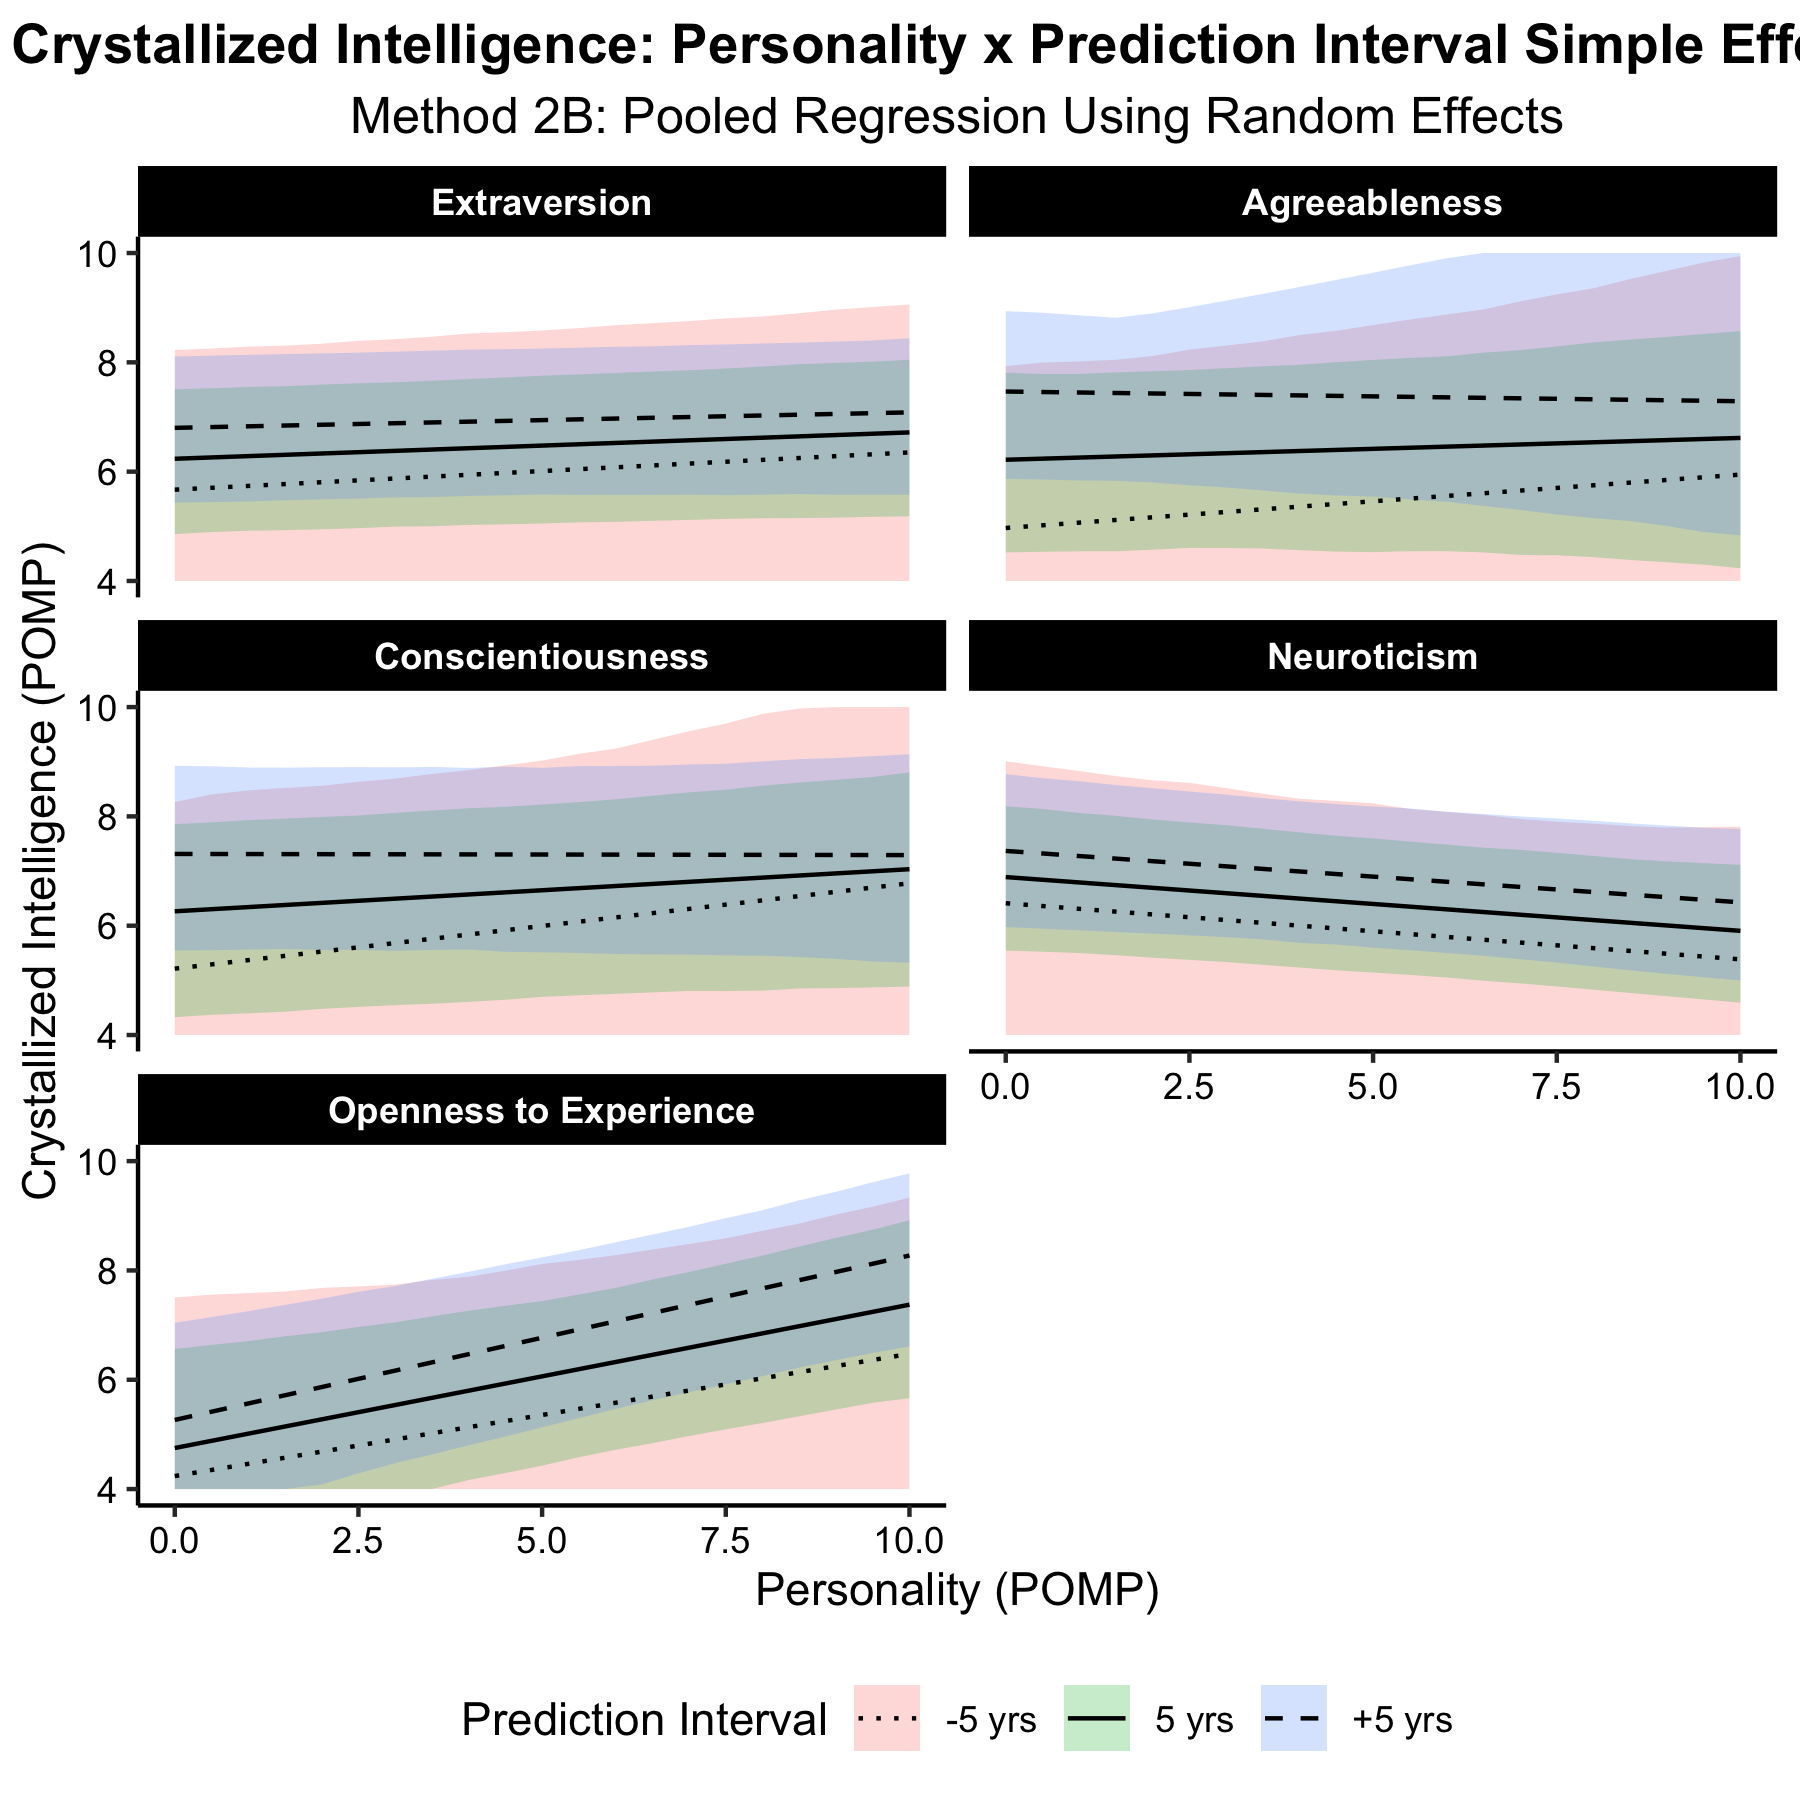 Crystallized Intelligence: Personality x Prediction Interval Simple Effe
Method 2B: Pooled Regression Using Random Effects
Extraversion
Agreeableness
10
8
6
4
Conscientiousness
Neuroticism
10
8
6
4
0.0 2.5 5.0 7.5 10.0
Openness to Experience
10
8
6
4
0.0 2.5 5.0 7.5 10.0
Crystallized Intelligence (POMP)
Personality (POMP)
Prediction Interval -5 yrs 5 yrs +5 yrs